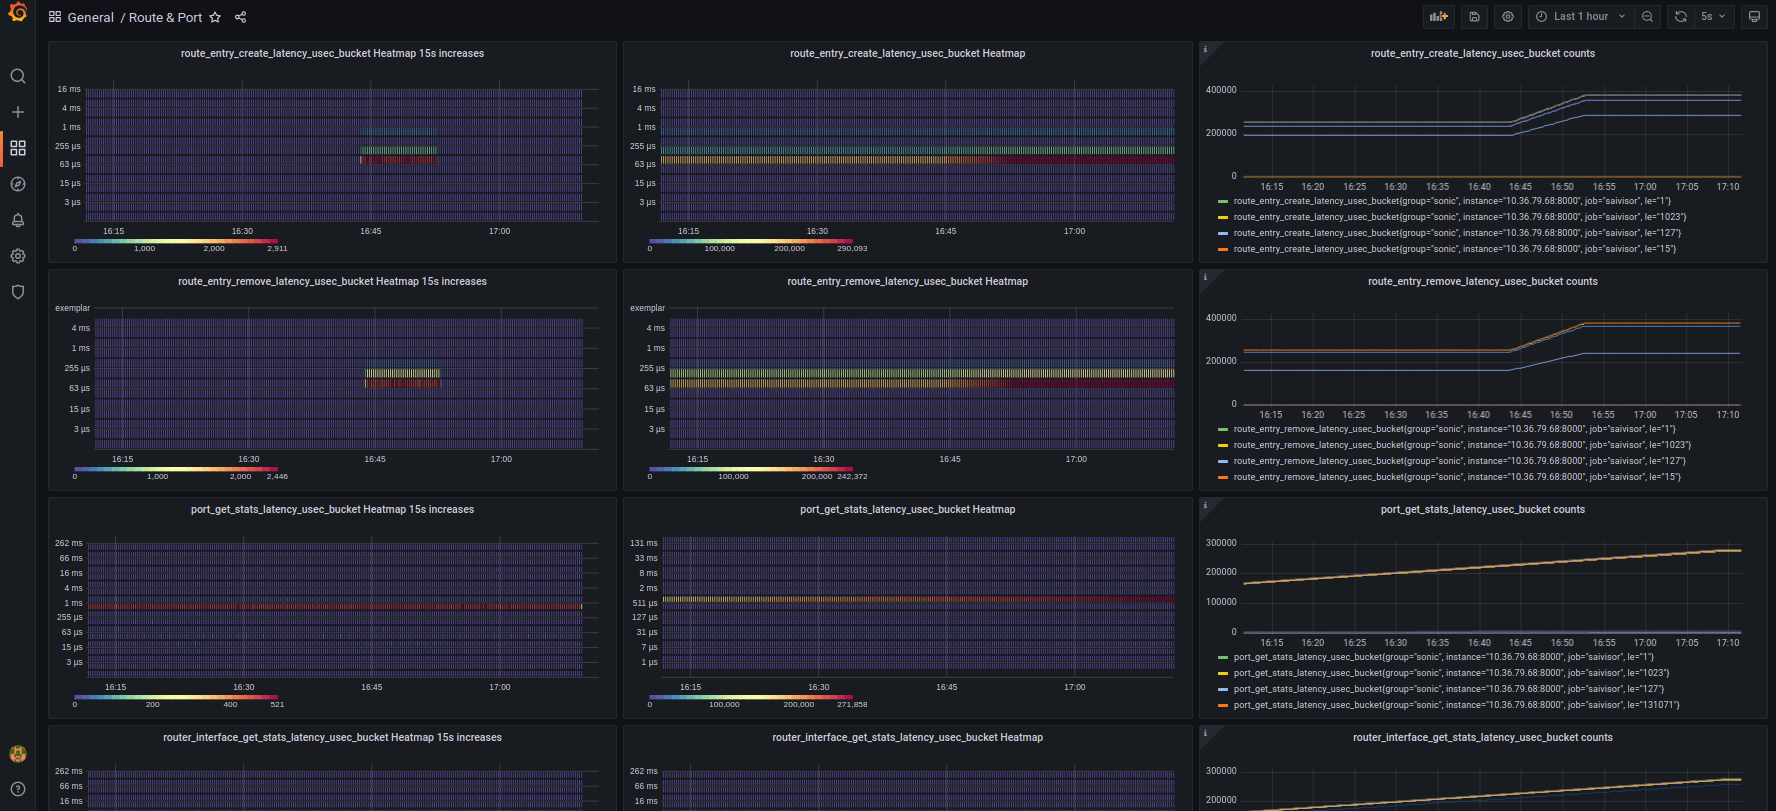 General / Route & Port
Last 1 hour
5s
route_entry_create_latency_usec_bucket Heatmap 15s increases
16 ms
4 ms
1 ms
255 µs
63 µs
15 µs
3 µs
16:15 16:30 16:45 17:00
0 1,000 2,000 2,911
route_entry_create_latency_usec_bucket Heatmap
16 ms
4 ms
1 ms
255 µs
63 µs
15 µs
3 µs
16:15 16:30 16:45 17:00
0 100,000 200,000 290,093
i
route_entry_create_latency_usec_bucket counts
400000
200000
0
16:15 16:20 16:25 16:30 16:35 16:40 16:45 16:50 16:55 17:00 17:05 17:10
route_entry_create_latency_usec_bucket{group="sonic", instance="10.36.79.68:8000", job="saivisor", le="1"}
route_entry_create_latency_usec_bucket{group="sonic", instance="10.36.79.68:8000", job="saivisor", le="1023"}
route_entry_create_latency_usec_bucket{group="sonic", instance="10.36.79.68:8000", job="saivisor", le="127"}
route_entry_create_latency_usec_bucket{group="sonic", instance="10.36.79.68:8000", job="saivisor", le="15"}
route_entry_remove_latency_usec_bucket Heatmap 15s increases
exemplar
4 ms
1 ms
255 µs
63 µs
15 µs
3 µs
16:15 16:30 16:45 17:00
0 1,000 2,000 2,446
route_entry_remove_latency_usec_bucket Heatmap
exemplar
4 ms
1 ms
255 µs
63 µs
15 µs
3 µs
16:15 16:30 16:45 17:00
0 100,000 200,000 242,372
i
route_entry_remove_latency_usec_bucket counts
400000
200000
0
16:15 16:20 16:25 16:30 16:35 16:40 16:45 16:50 16:55 17:00 17:05 17:10
route_entry_remove_latency_usec_bucket{group="sonic", instance="10.36.79.68:8000", job="saivisor", le="1"}
route_entry_remove_latency_usec_bucket{group="sonic", instance="10.36.79.68:8000", job="saivisor", le="1023"}
route_entry_remove_latency_usec_bucket{group="sonic", instance="10.36.79.68:8000", job="saivisor", le="127"}
route_entry_remove_latency_usec_bucket{group="sonic", instance="10.36.79.68:8000", job="saivisor", le="15"}
port_get_stats_latency_usec_bucket Heatmap 15s increases
262 ms
66 ms
16 ms
4 ms
1 ms
255 µs
63 µs
15 µs
3 µs
16:15 16:30 16:45 17:00
0 200 400 521
port_get_stats_latency_usec_bucket Heatmap
131 ms
33 ms
8 ms
2 ms
511 µs
127 µs
31 µs
7 µs
1 µs
16:15 16:30 16:45 17:00
0 100,000 200,000 271,858
i
port_get_stats_latency_usec_bucket counts
300000
200000
100000
0
16:15 16:20 16:25 16:30 16:35 16:40 16:45 16:50 16:55 17:00 17:05 17:10
port_get_stats_latency_usec_bucket{group="sonic", instance="10.36.79.68:8000", job="saivisor", le="1"}
port_get_stats_latency_usec_bucket{group="sonic", instance="10.36.79.68:8000", job="saivisor", le="1023"}
port_get_stats_latency_usec_bucket{group="sonic", instance="10.36.79.68:8000", job="saivisor", le="127"}
port_get_stats_latency_usec_bucket{group="sonic", instance="10.36.79.68:8000", job="saivisor", le="131071"}
router_interface_get_stats_latency_usec_bucket Heatmap 15s increases
262 ms
66 ms
16 ms
router_interface_get_stats_latency_usec_bucket Heatmap
262 ms
66 ms
16 ms
i
router_interface_get_stats_latency_usec_bucket counts
300000
200000